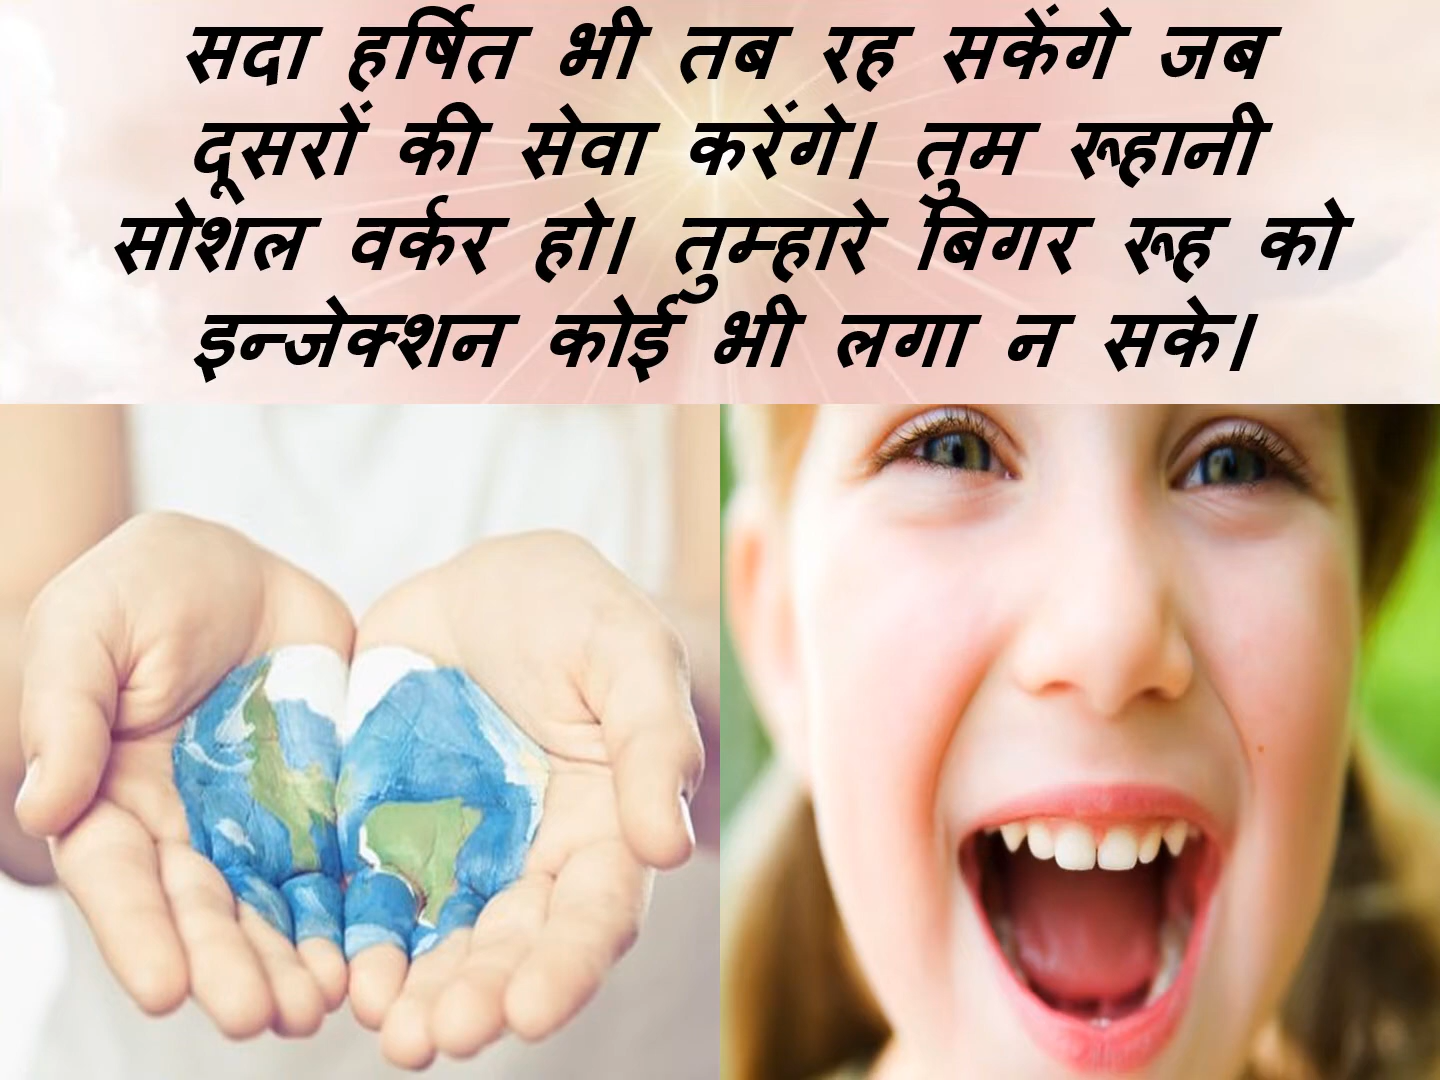 सदा हर्षित भी तब रह सकेंगे जब
दूसरों की सेवा करेंगे। तुम रूहानी
सोशल वर्कर हो। तुम्हारे बिगर रूह को
इन्जेक्शन कोई भी लगा न सके।